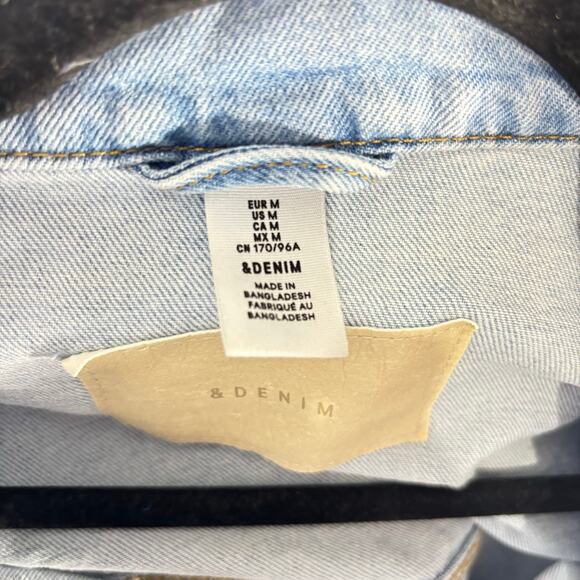 EUR M
US M
CA M
MX M
CN 170/96A
&DENIM
MADE IN
BANGLADESH
FABRIQUÉ AU
BANGLADESH
& DENIM